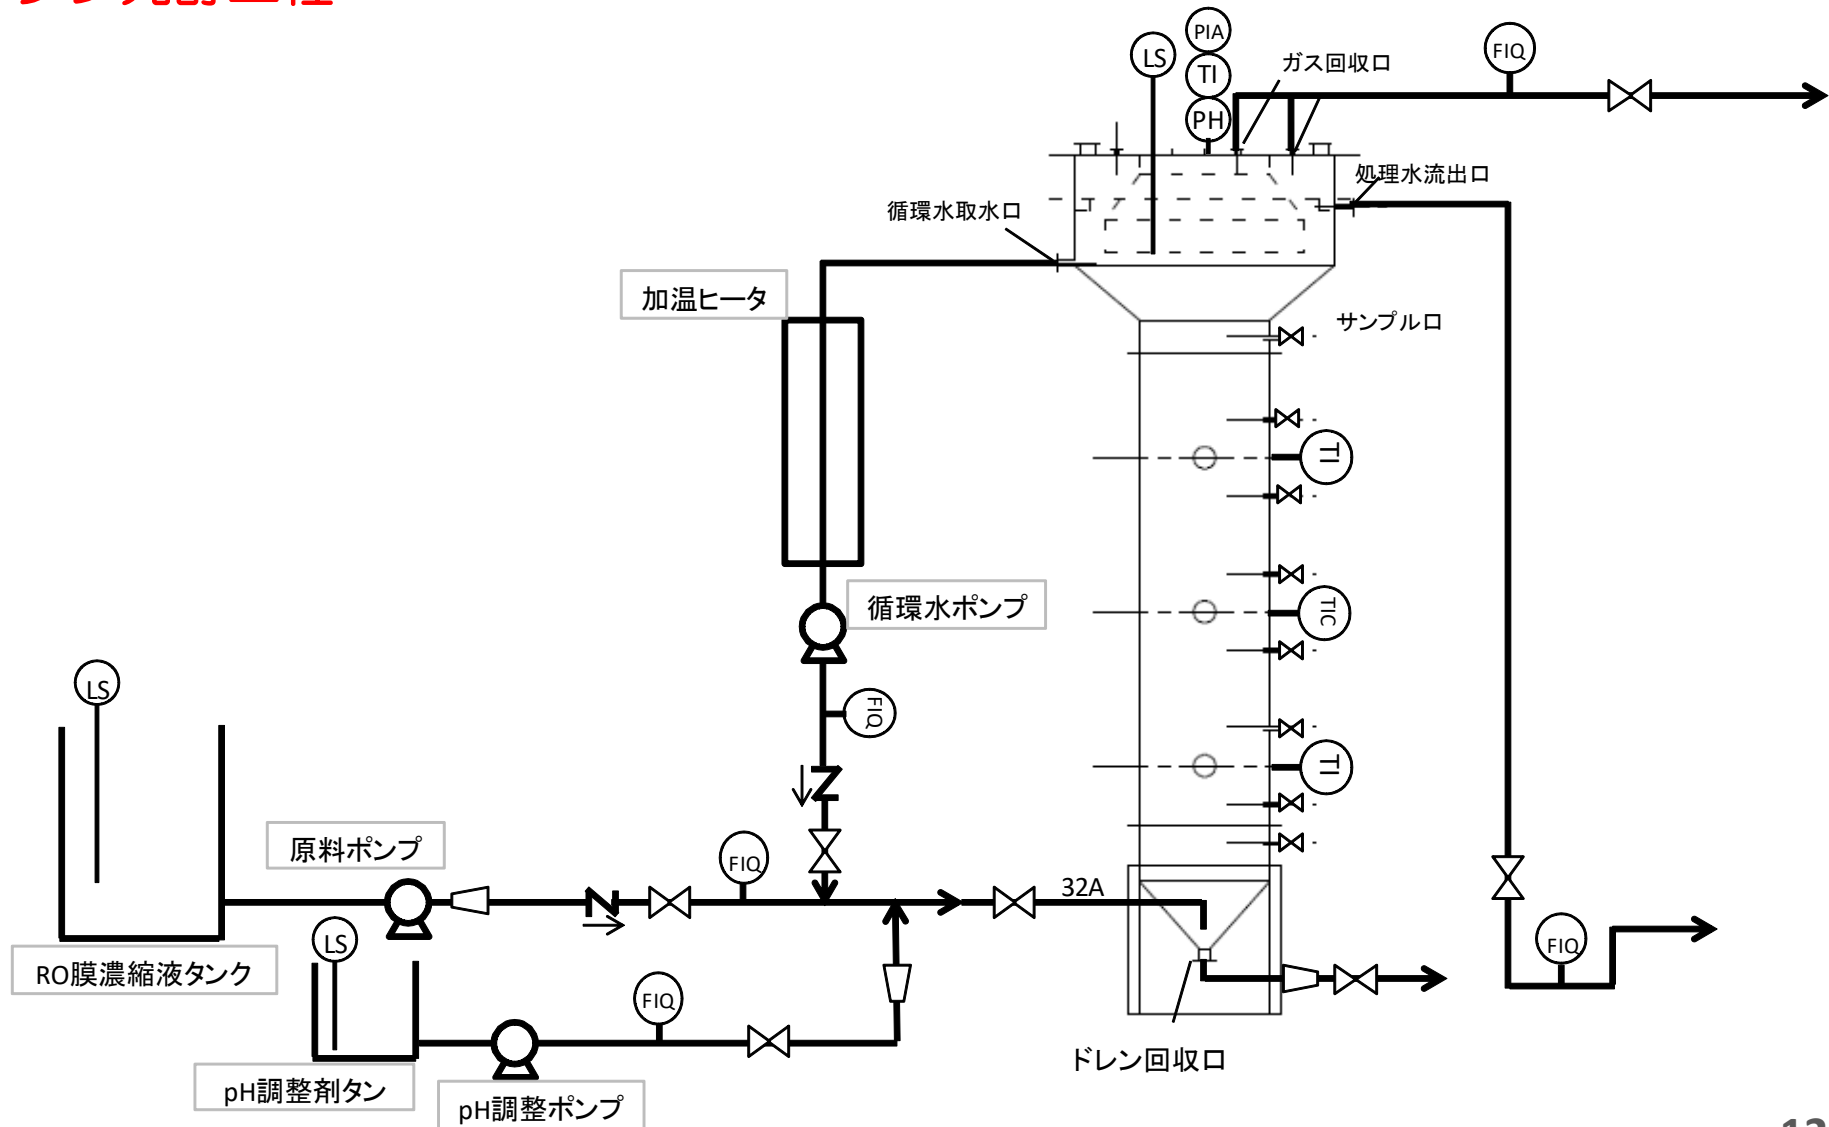 PIA
LS
TI
PH
ガス回収口
FIQ
処理水流出口
循環水取水口
加温ヒータ
サンプル口
TI
循環水ポンプ
TIC
LS
FIQ
TI
原料ポンプ
FIQ
32A
LS
FIQ
RO膜濃縮液タンク
FIQ
ドレン回収口
pH調整剤タン
pH調整ポンプ